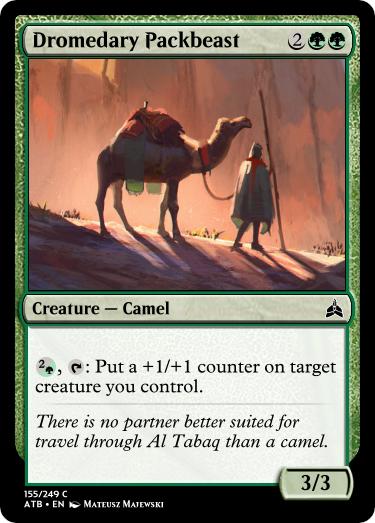 Dromedary Packbeast 2
Creature — Camel
2, : Put a +1/+1 counter on target
creature you control.
There is no partner better suited for
travel through Al Tabaq than a camel.
3/3
155/249 C
ATB • EN Mateusz Majewski